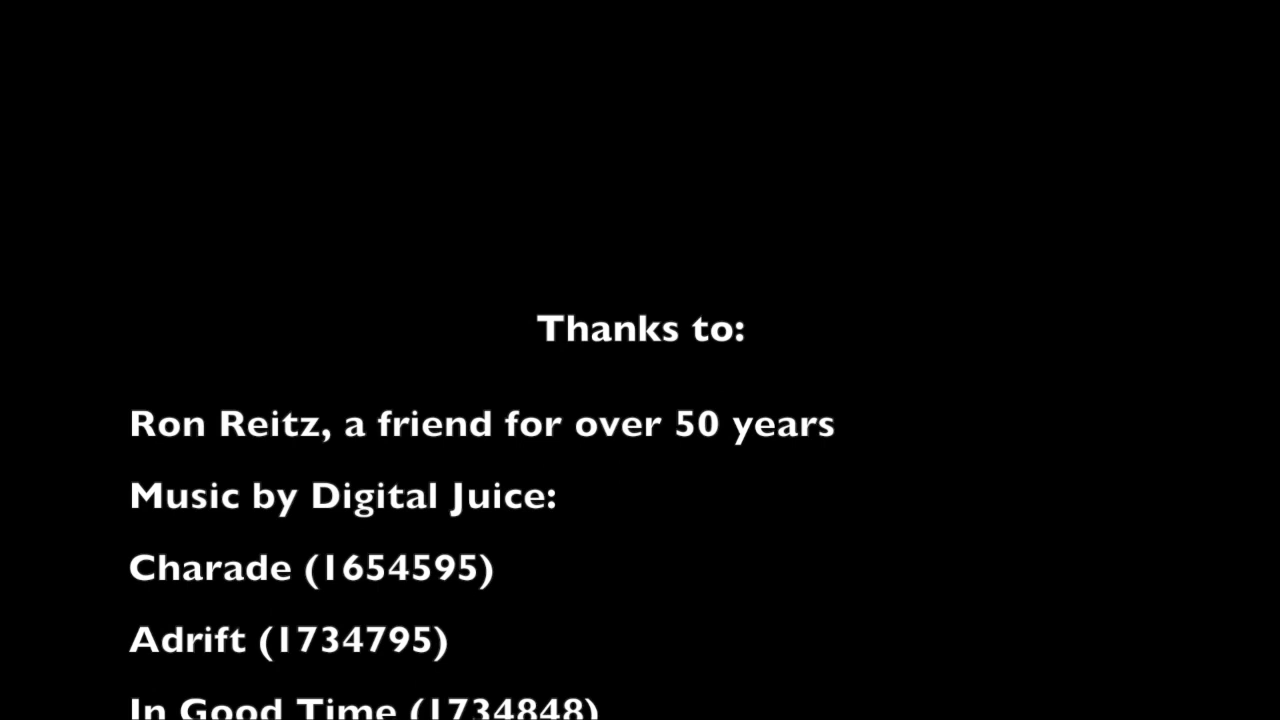 Thanks to:
Ron Reitz, a friend for over 50 years
Music by Digital Juice:
Charade (1654595)
Adrift (1734795)
In Good Time (1734848)